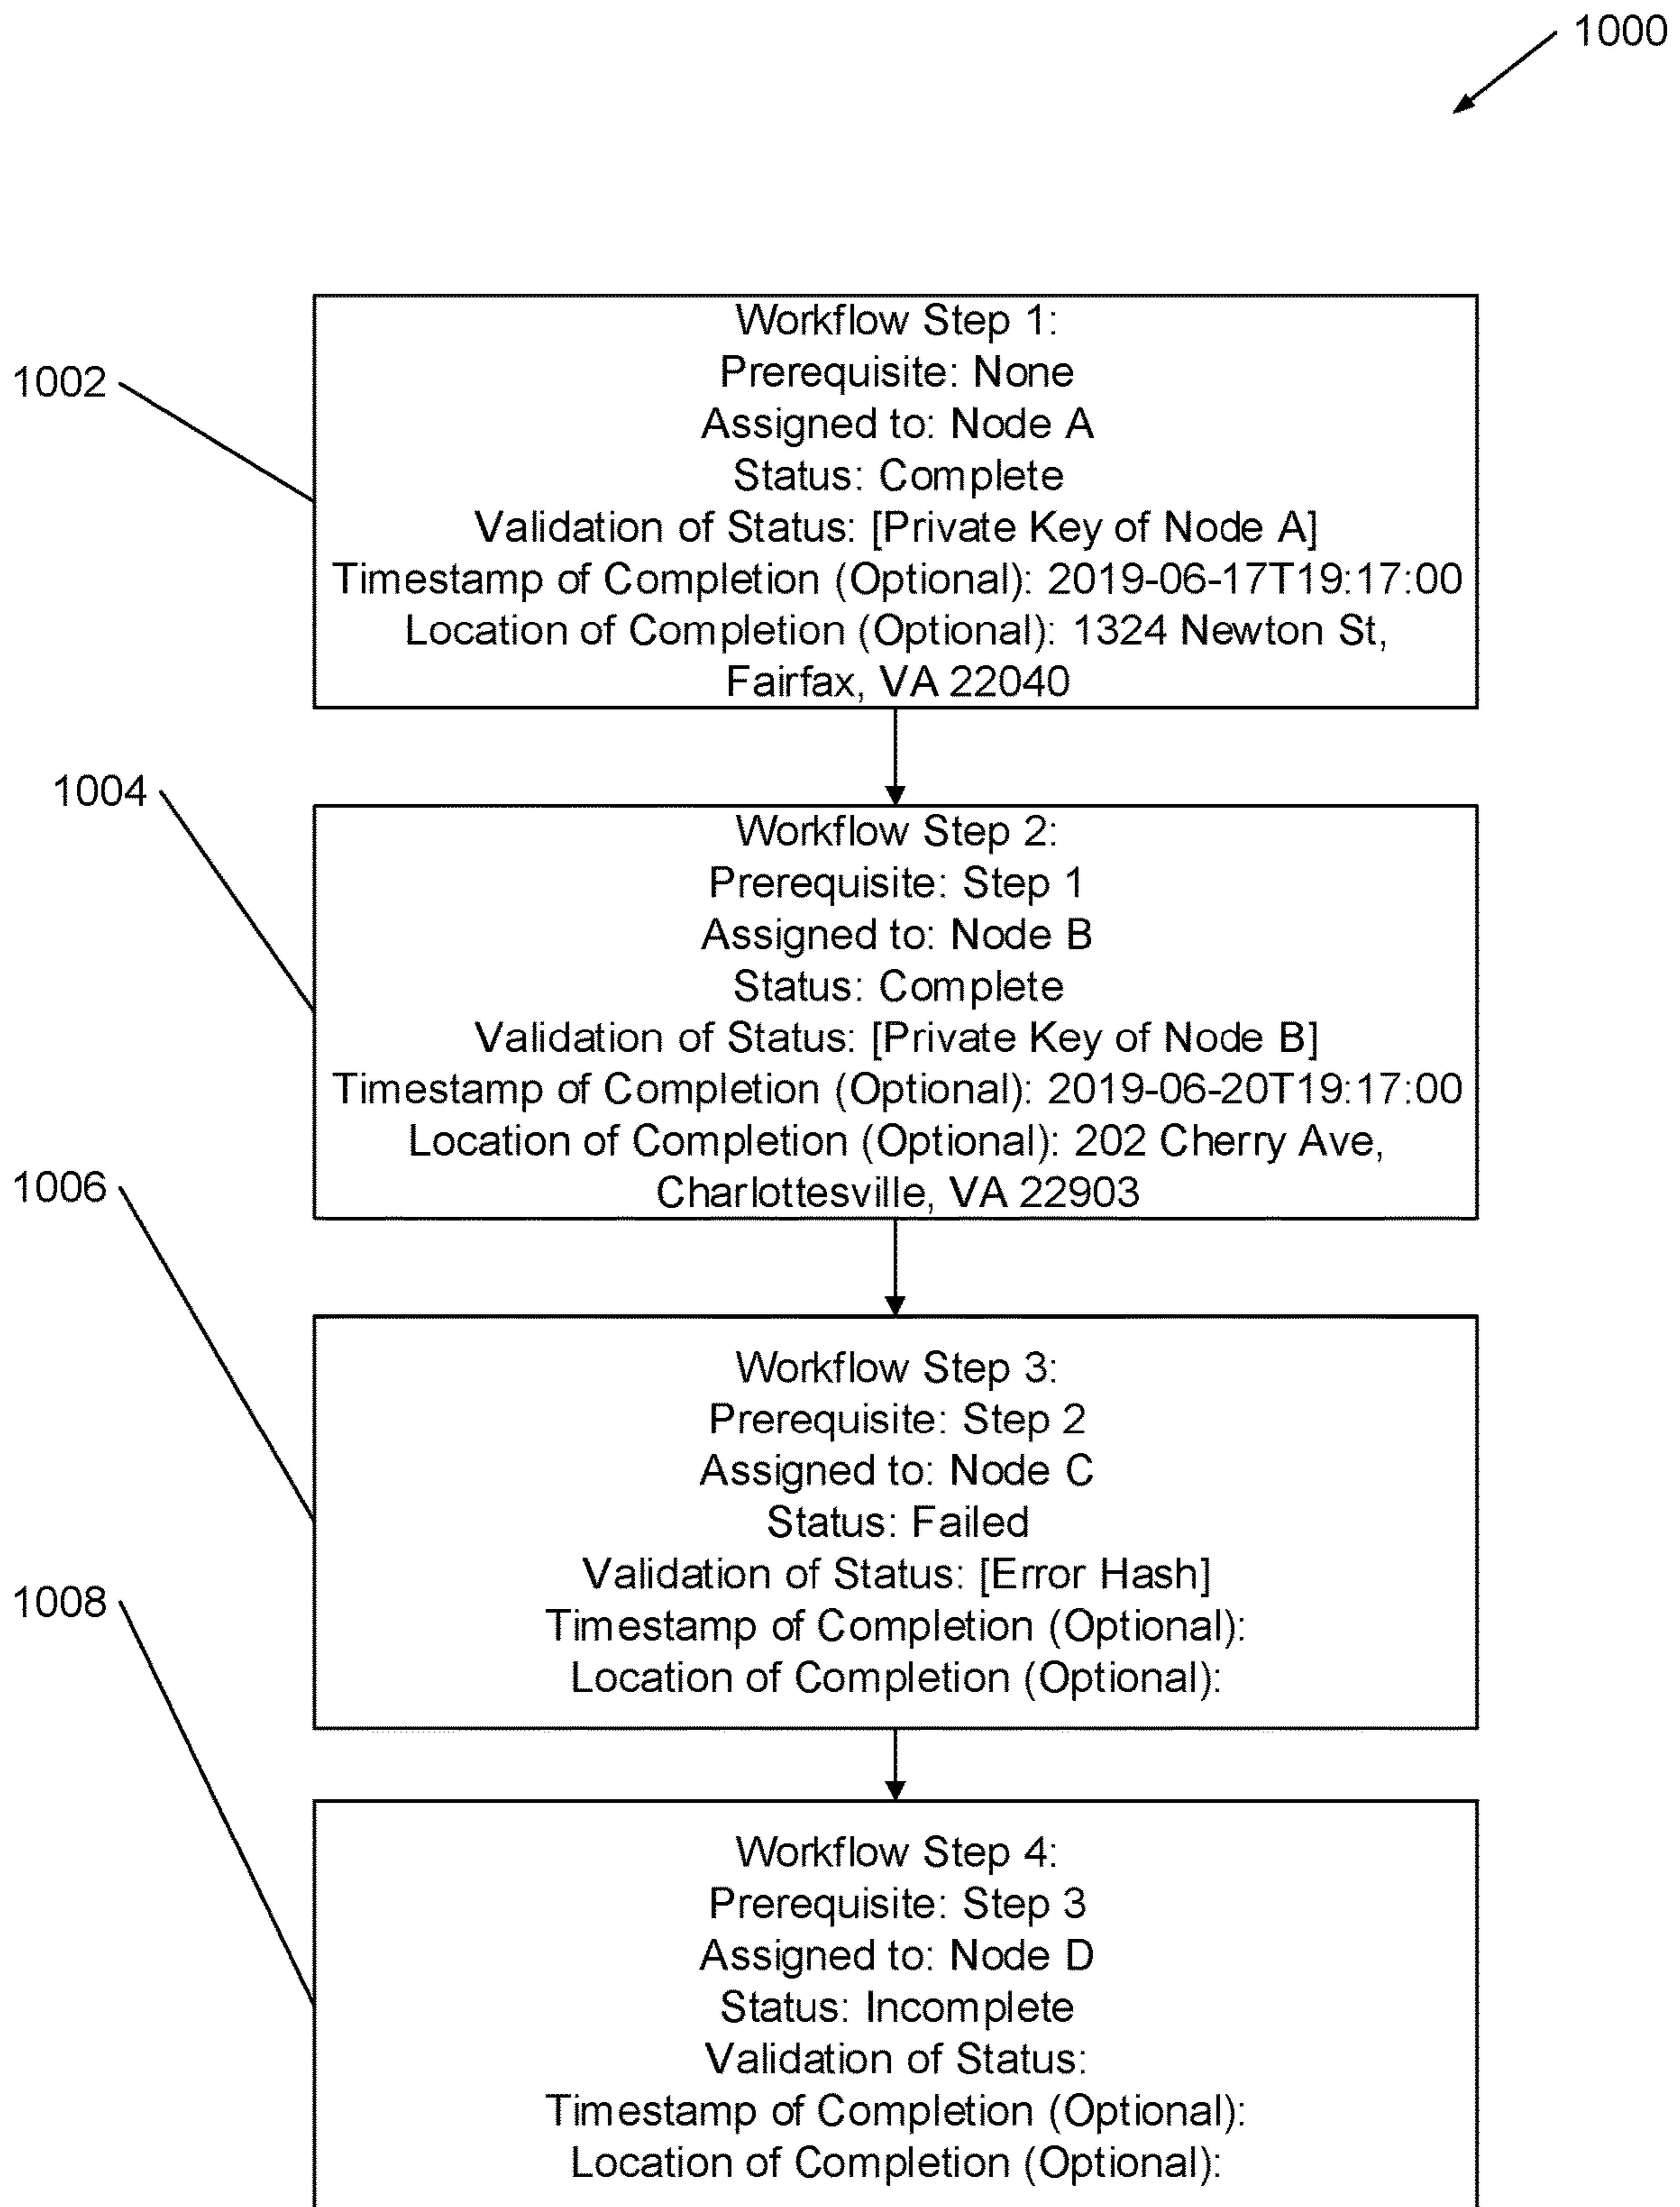 1000
1002
Workflow Step 1:
Prerequisite: None
Assigned to: Node A
Status: Complete
Validation of Status: [Private Key of Node A]
Timestamp of Completion (Optional): 2019-06-17T19:17:00
Location of Completion (Optional): 1324 Newton St,
Fairfax, VA 22040
1004
Workflow Step 2:
Prerequisite: Step 1
Assigned to: Node B
Status: Complete
Validation of Status: [Private Key of Node B]
Timestamp of Completion (Optional): 2019-06-20T19:17:00
Location of Completion (Optional): 202 Cherry Ave,
Charlottesville, VA 22903
1006
Workflow Step 3:
Prerequisite: Step 2
Assigned to: Node C
Status: Failed
Validation of Status: [Error Hash]
Timestamp of Completion (Optional):
Location of Completion (Optional):
1008
Workflow Step 4:
Prerequisite: Step 3
Assigned to: Node D
Status: Incomplete
Validation of Status:
Timestamp of Completion (Optional):
Location of Completion (Optional):